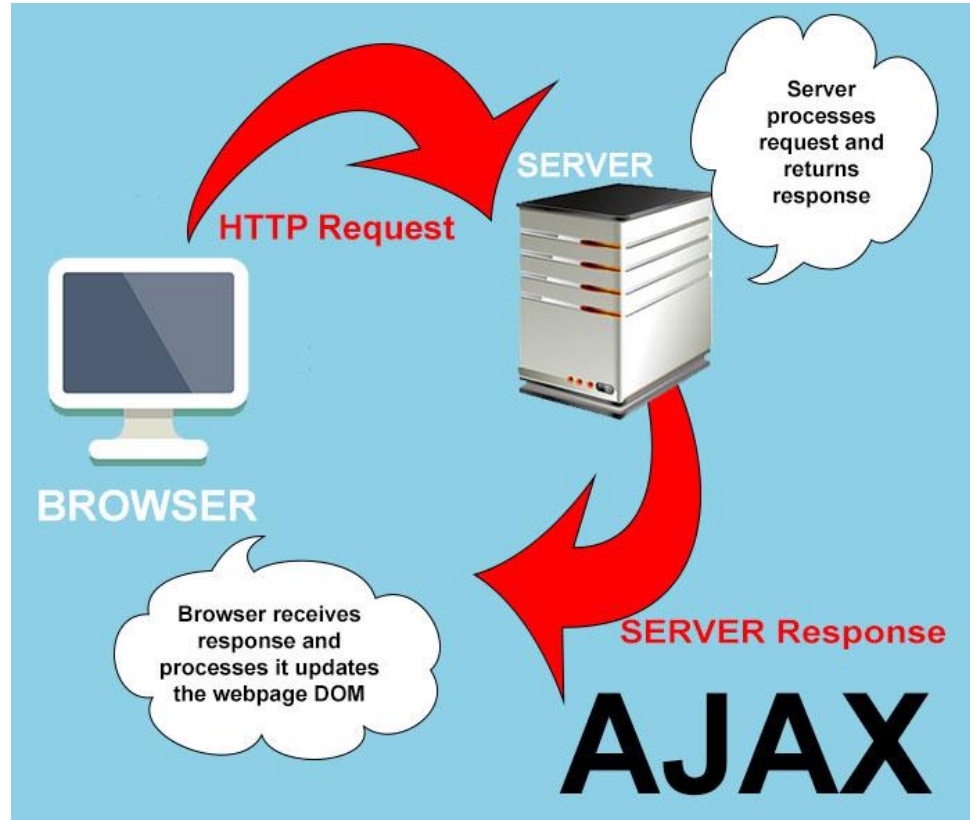 Server
processes
request and
returns
response
SERVER
HTTP Request
BROWSER
Browser receives
response and
processes it updates
the webpage DOM
SERVER Response
AJAX